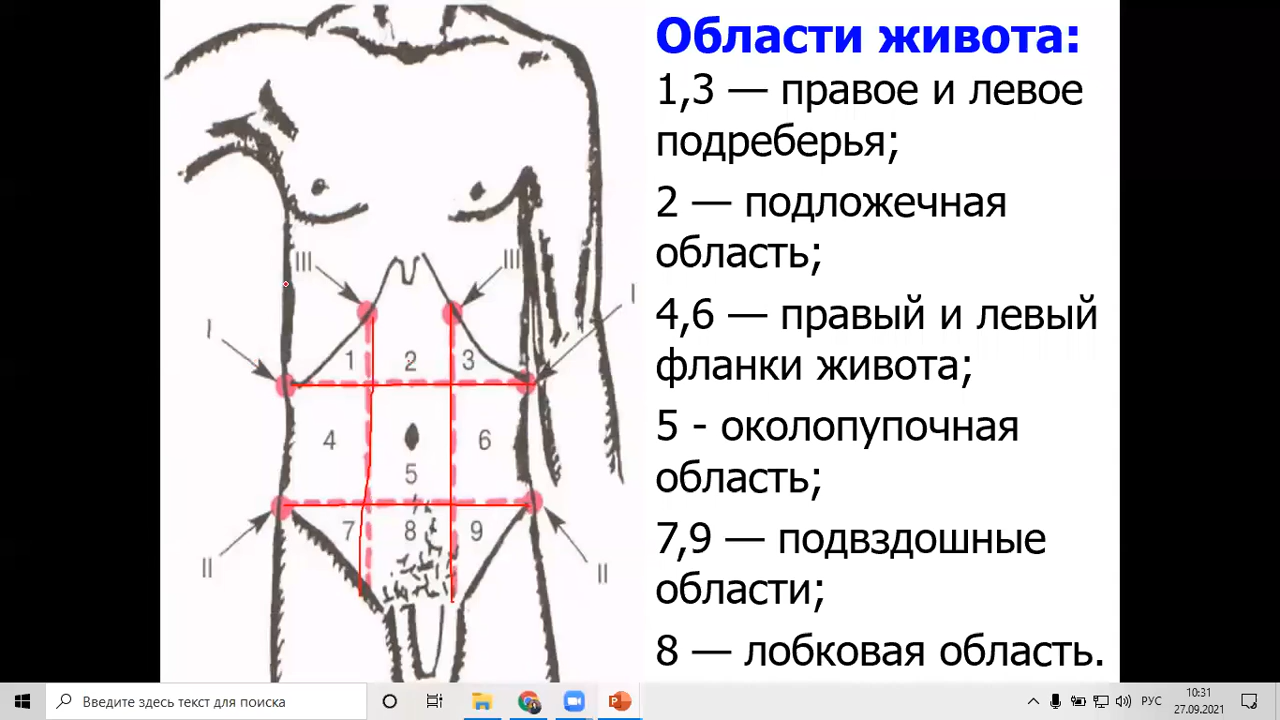 Области живота:
1,3 — правое и левое
подреберья;
2 — подложечная
область;
4,6 — правый и левый
фланки живота;
5 - околопупочная
область;
7,9 — подвздошные
области;
8 — лобковая область.
III
III
I
I
1
2
3
4
6
5
7
8
9
II
II
Введите здесь текст для поиска
РУС
10:31
27.09.2021